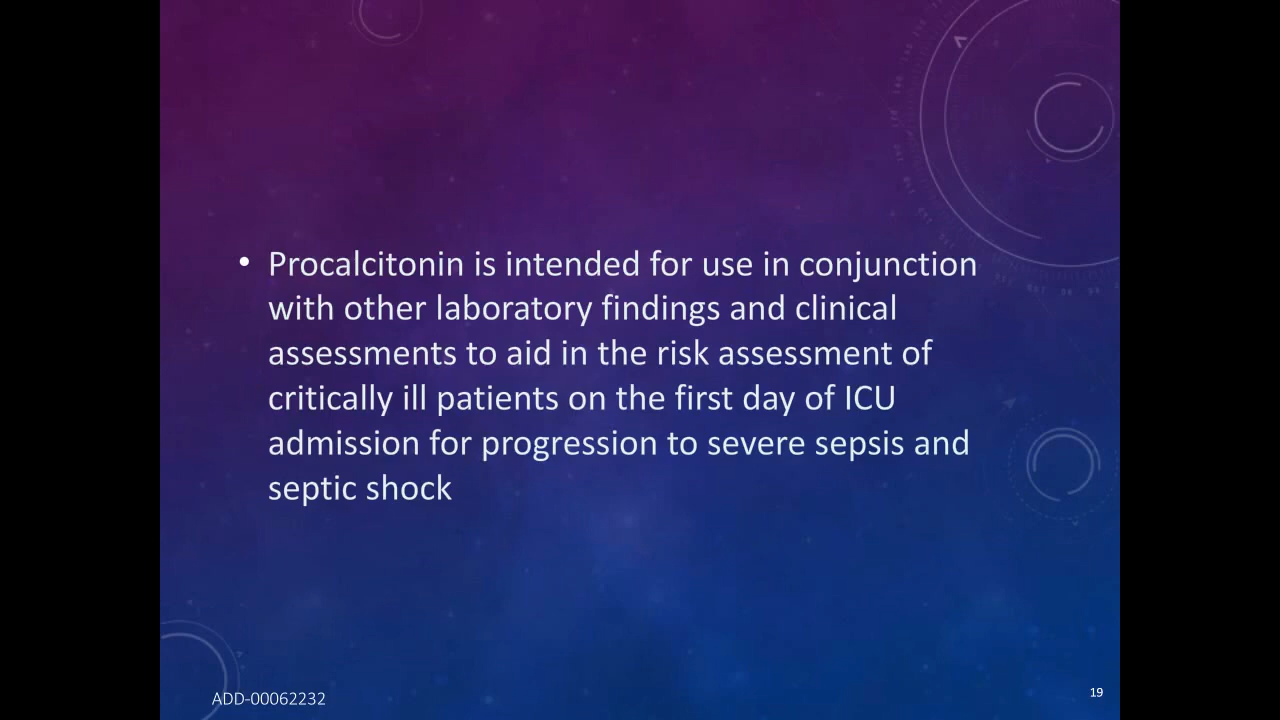 • Procalcitonin is intended for use in conjunction
with other laboratory findings and clinical
assessments to aid in the risk assessment of
critically ill patients on the first day of ICU
admission for progression to severe sepsis and
septic shock
ADD-00062232
19